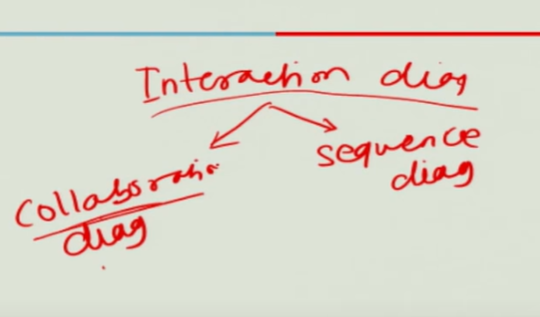 Interaction diag
sequence
diag
Collaboratio
diag